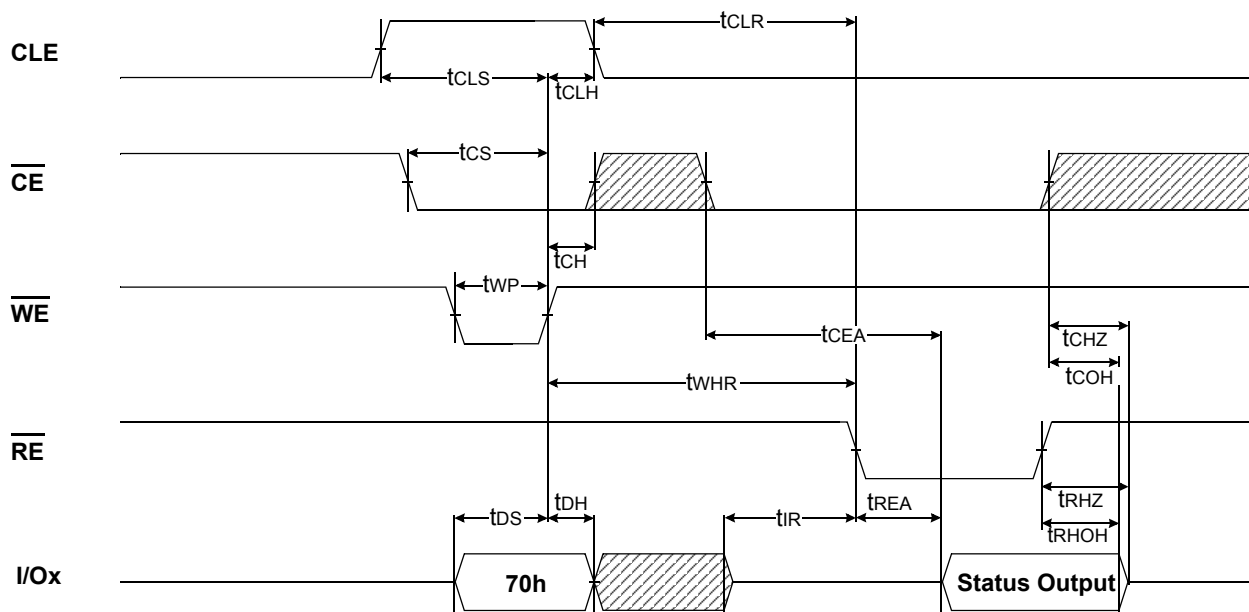 tCLR
CLE
tCLS
tCLH
tCS
CE
tCH
tWP
WE
tCEA
tCHZ
tCOH
tWHR
RE
tDS
tDH
tIR
tREA
tRHZ
tRHOH
I/Ox
70h
Status Output